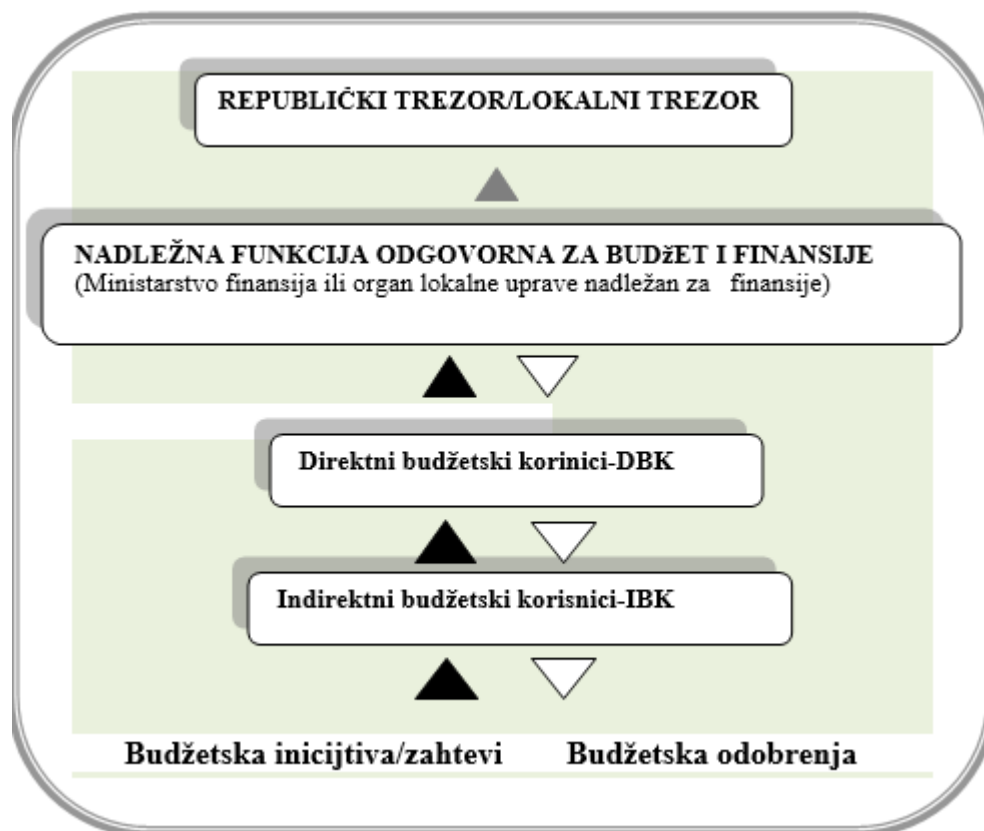 REPUBLIČKI TREZOR/LOKALNI TREZOR
NADLEŽNA FUNKCIJA ODGOVORNA ZA BUDžET I FINANSIJE
(Ministarstvo finansija ili organ lokalne uprave nadležan za finansije)
Direktni budžetski korinici-DBK
Indirektni budžetski korisnici-IBK
Budžetska inicijtiva/zahtevi Budžetska odobrenja